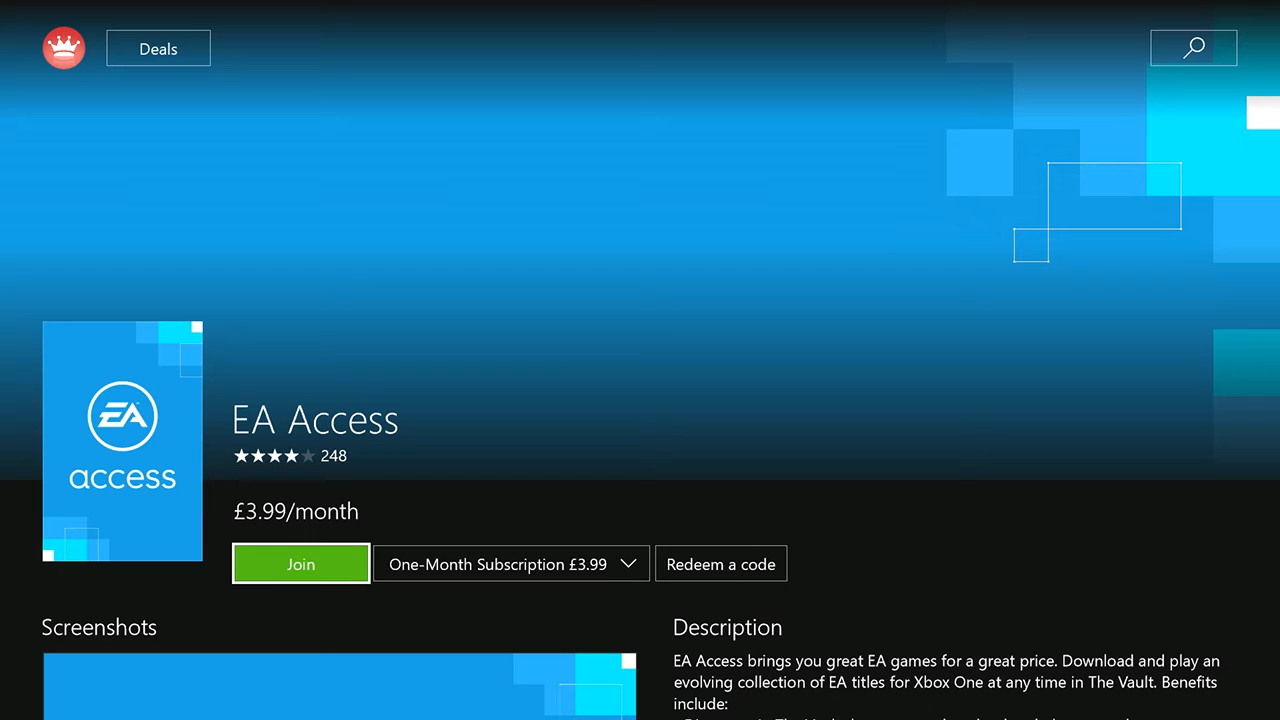 Deals
EA
access
EA Access
248
£3.99/month
Join
One-Month Subscription £3.99
Redeem a code
Screenshots
Description
EA Access brings you great EA games for a great price. Download and play an
evolving collection of EA titles for Xbox One at any time in The Vault. Benefits
include: